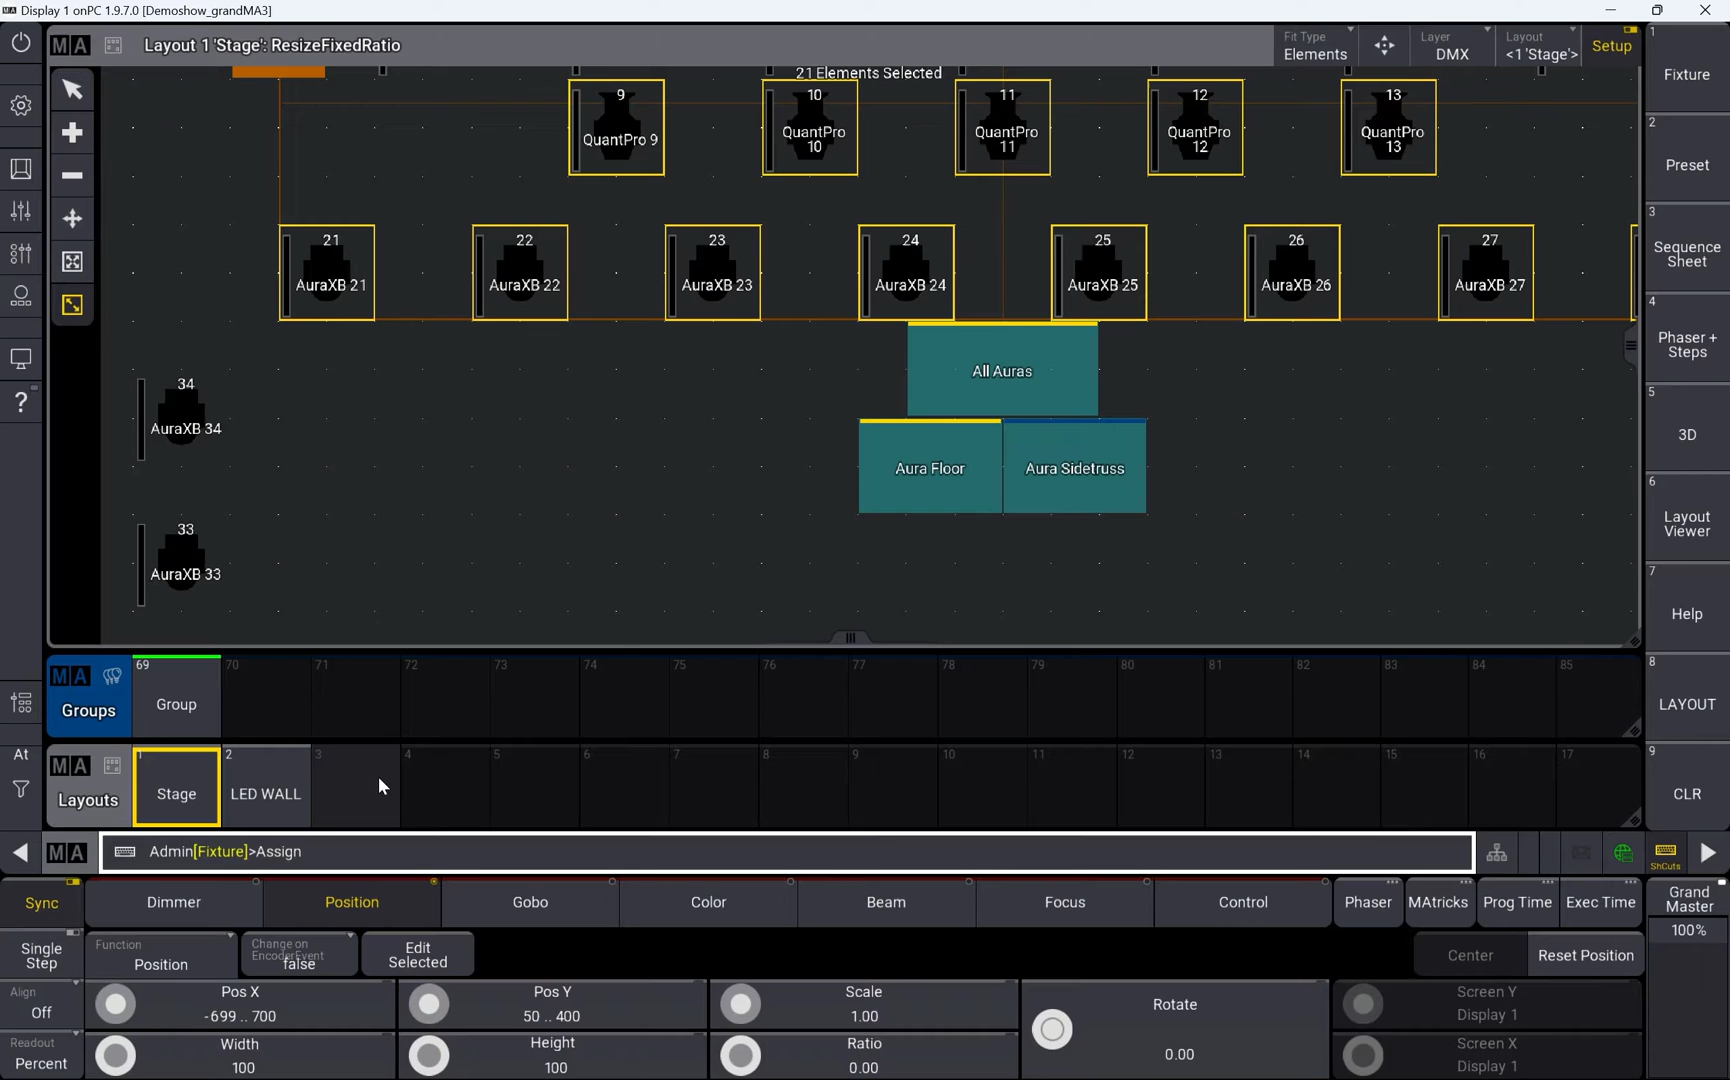 Display 1 onPC 1.9.7.0 [Demoshow_grandMA3]
MA Layout 1 'Stage': ResizeFixedRatio
Fit Type
Elements
Layer
DMX
Layout
<1 'Stage'>
Setup
21 Elements Selected
9
QuantPro 9
10
QuantPro
10
11
QuantPro
11
12
QuantPro
12
13
QuantPro
13
21
AuraXB 21
22
AuraXB 22
23
AuraXB 23
24
AuraXB 24
25
AuraXB 25
26
AuraXB 26
27
AuraXB 27
All Auras
Aura Floor
Aura Sidetruss
34
AuraXB 34
33
AuraXB 33
1
Fixture
2
Preset
3
Sequence
Sheet
4
Phaser +
Steps
5
3D
6
Layout
Viewer
7
Help
8
LAYOUT
9
CLR
?
At
MA
Groups
69 70 71 72 73 74 75 76 77 78 79 80 81 82 83 84 85
Group
MA
Layouts
1 2 3 4 5 6 7 8 9 10 11 12 13 14 15 16 17
Stage
LED WALL
MA
Admin[Fixture]>Assign
ShCuts
Sync
Dimmer
Position
Gobo
Color
Beam
Focus
Control
Phaser
MAtricks
Prog Time
Exec Time
Grand
Master
100%
Single
Step
Function
Position
Change on
EncoderEvent
false
Edit
Selected
Center
Reset Position
Align
Off
Pos X
-699 .. 700
Pos Y
50 .. 400
Scale
1.00
Rotate
0.00
Screen Y
Display 1
Readout
Percent
Width
100
Height
100
Ratio
0.00
Screen X
Display 1